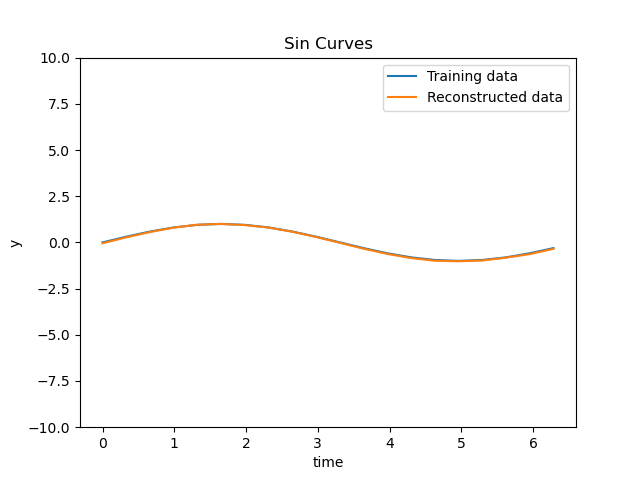 Sin Curves
Training data
Reconstructed data
10.0
7.5
5.0
2.5
0.0
−2.5
−5.0
−7.5
−10.0
y
0 1 2 3 4 5 6
time